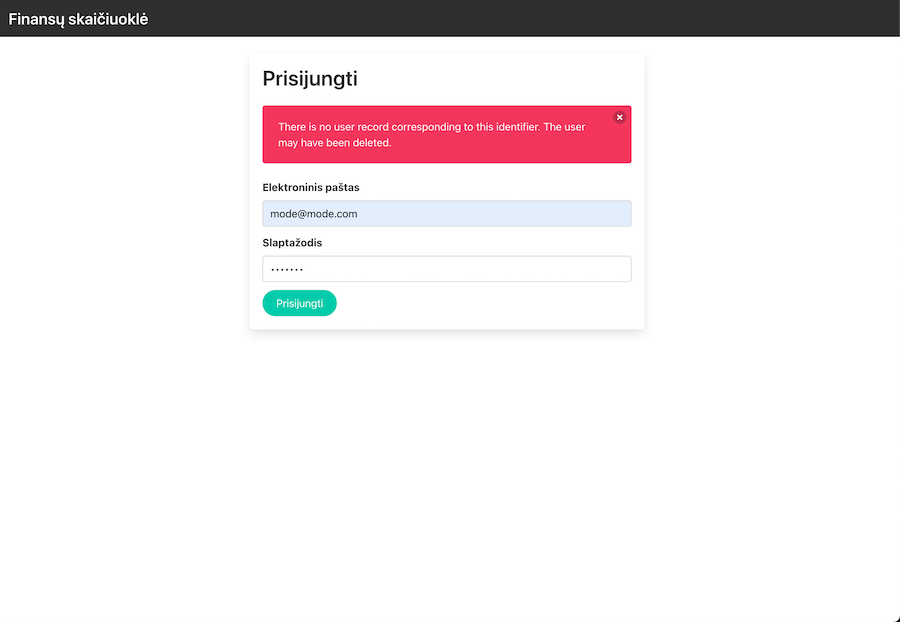 Finansų skaičiuoklė
Prisijungti
There is no user record corresponding to this identifier. The user
may have been deleted.
Elektroninis paštas
mode@mode.com
Slaptažodis
•••••••
Prisijungti